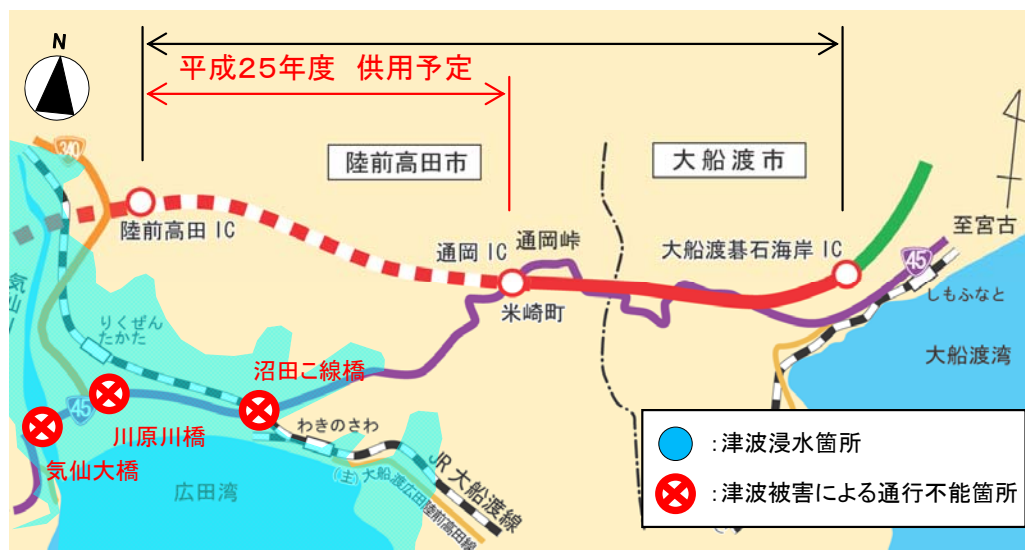 N
平成25年度 供用予定
340
陸前高田市
大船渡市
陸前高田 IC
通岡 IC
通岡峠
大船渡碁石海岸 IC
至宮古
45
米崎町
しもふなと
大船渡湾
気仙川
りくぜん
たかた
沼田こ線橋
45
川原川橋
わきのさわ
気仙大橋
広田湾
(主)大船渡広田陸前高田線
JR 大船渡線
:津波浸水箇所
:津波被害による通行不能箇所